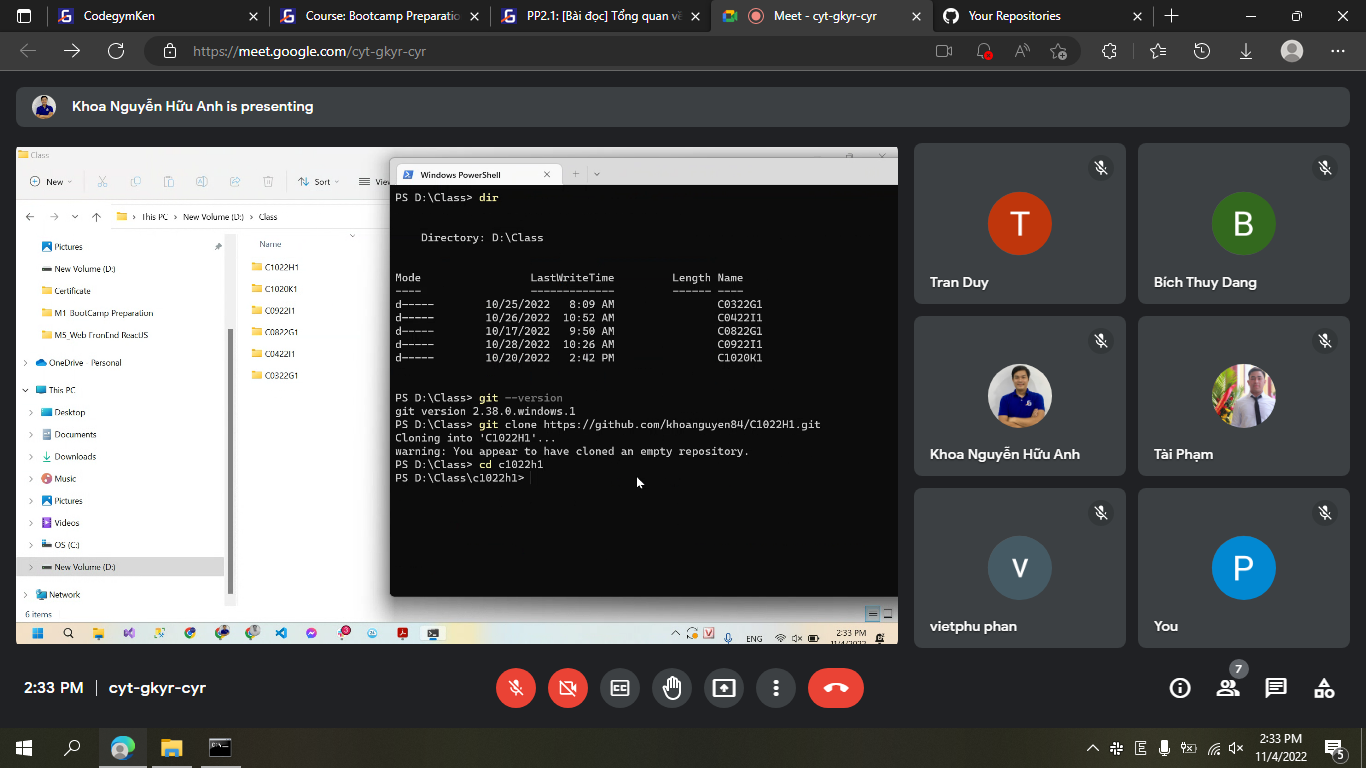 CodegymKen
Course: Bootcamp Preparatio
PP2.1: [Bài đọc] Tổng quan về
Meet - cyt-gkyr-cyr
Your Repositories
https://meet.google.com/cyt-gkyr-cyr
Khoa Nguyễn Hữu Anh is presenting
Class
New
Sort
View
This PC > New Volume (D:) > Class
Pictures
New Volume (D:)
Certificate
M1_BootCamp Preparation
M5_Web FronEnd ReactJS
OneDrive - Personal
This PC
Desktop
Documents
Downloads
Music
Pictures
Videos
OS (C:)
New Volume (D:)
Network
6 items
Name
C1022H1
C1020K1
C0922I1
C0822G1
C0422I1
C0322G1
Windows PowerShell
PS D:\Class> dir
Directory: D:\Class
Mode LastWriteTime Length Name
---- ------------- ------ ----
d----- 10/25/2022 8:09 AM C0322G1
d----- 10/26/2022 10:52 AM C0422I1
d----- 10/17/2022 9:50 AM C0822G1
d----- 10/28/2022 10:26 AM C0922I1
d----- 10/20/2022 2:42 PM C1020K1
PS D:\Class> git --version
git version 2.38.0.windows.1
PS D:\Class> git clone https://github.com/khoanguyen84/C1022H1.git
Cloning into 'C1022H1'...
warning: You appear to have cloned an empty repository.
PS D:\Class> cd c1022h1
PS D:\Class\c1022h1>
3
ENG
2:33 PM
11/4/2022
T
Tran Duy
B
Bích Thuy Dang
Khoa Nguyễn Hữu Anh
Tài Phạm
v
vietphu phan
P
You
2:33 PM | cyt-gkyr-cyr
7
2:33 PM
11/4/2022
5